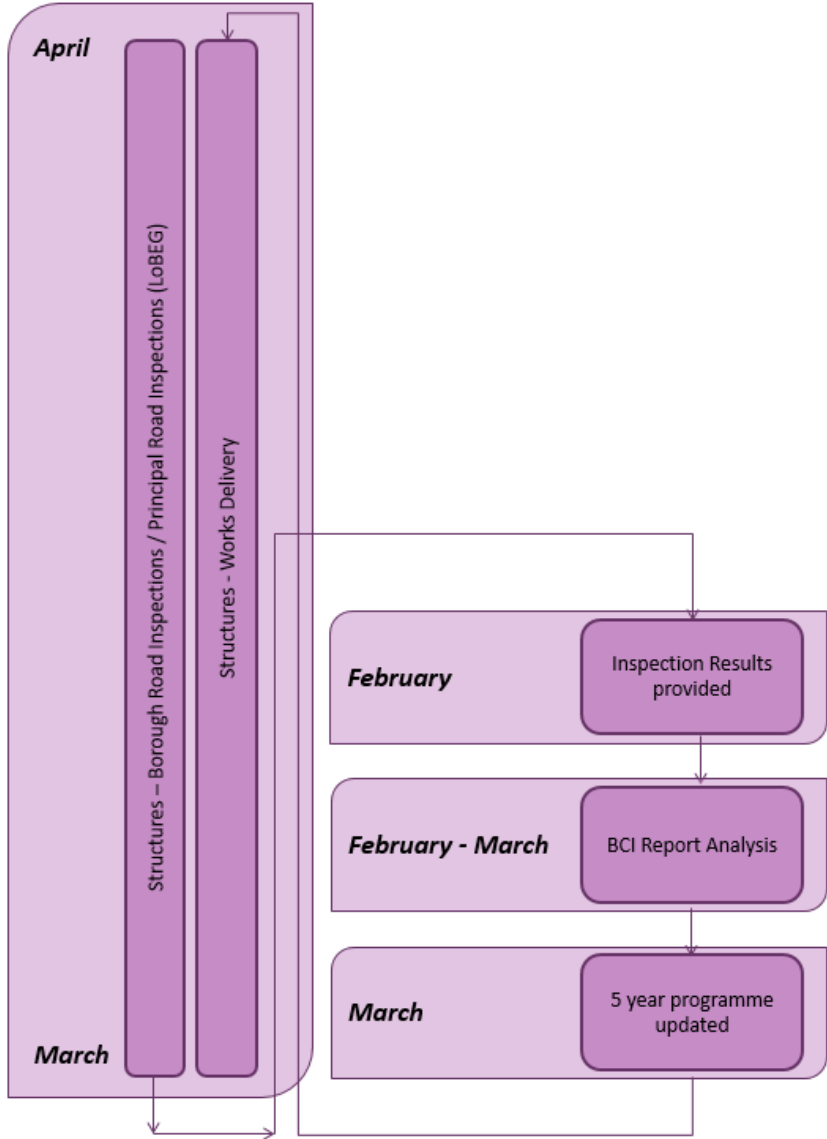 April
Structures – Borough Road Inspections / Principal Road Inspections (LoBEG)
Structures - Works Delivery
March
February
Inspection Results
provided
February - March
BCI Report Analysis
March
5 year programme
updated